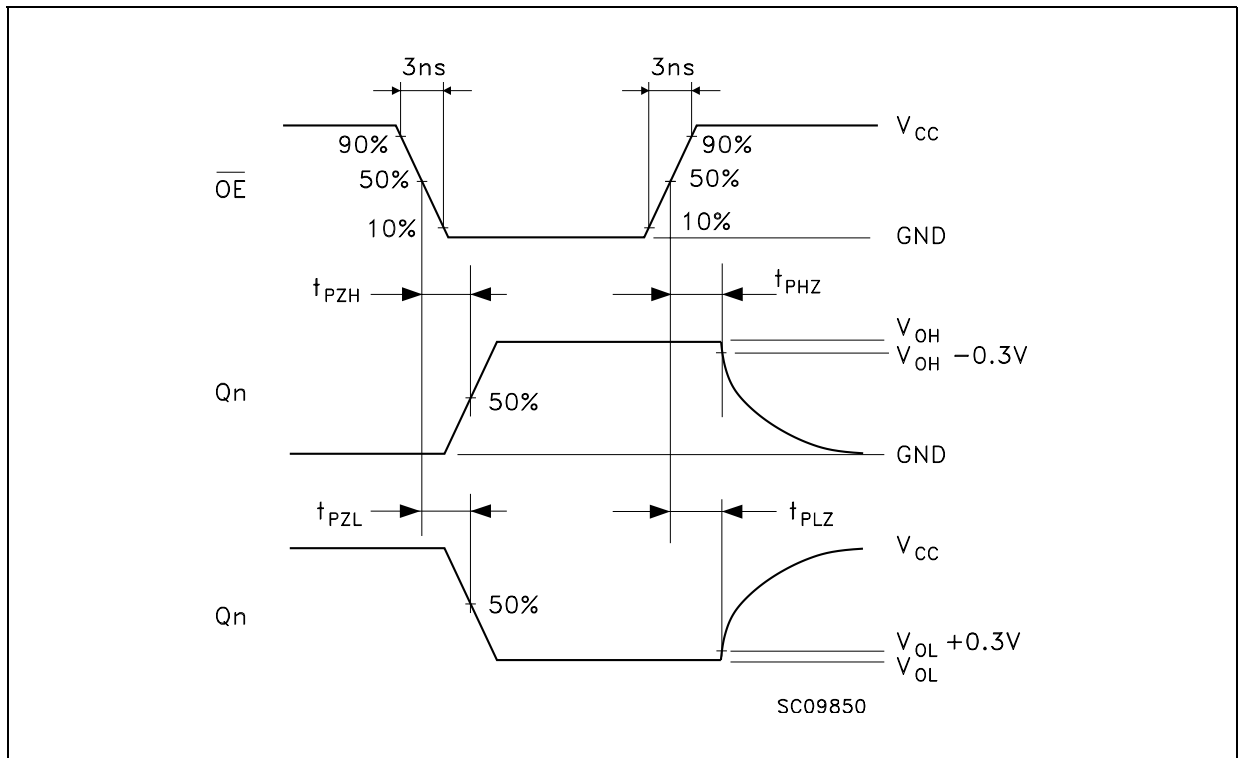 3ns 3ns
V_CC
90% 90%
50% 50%
O̅E̅
10% 10%
GND
t_PZH t_PHZ
V_OH
V_OH -0.3V
Qn 50%
GND
t_PZL t_PLZ
V_CC
Qn 50%
V_OL +0.3V
V_OL
SC09850